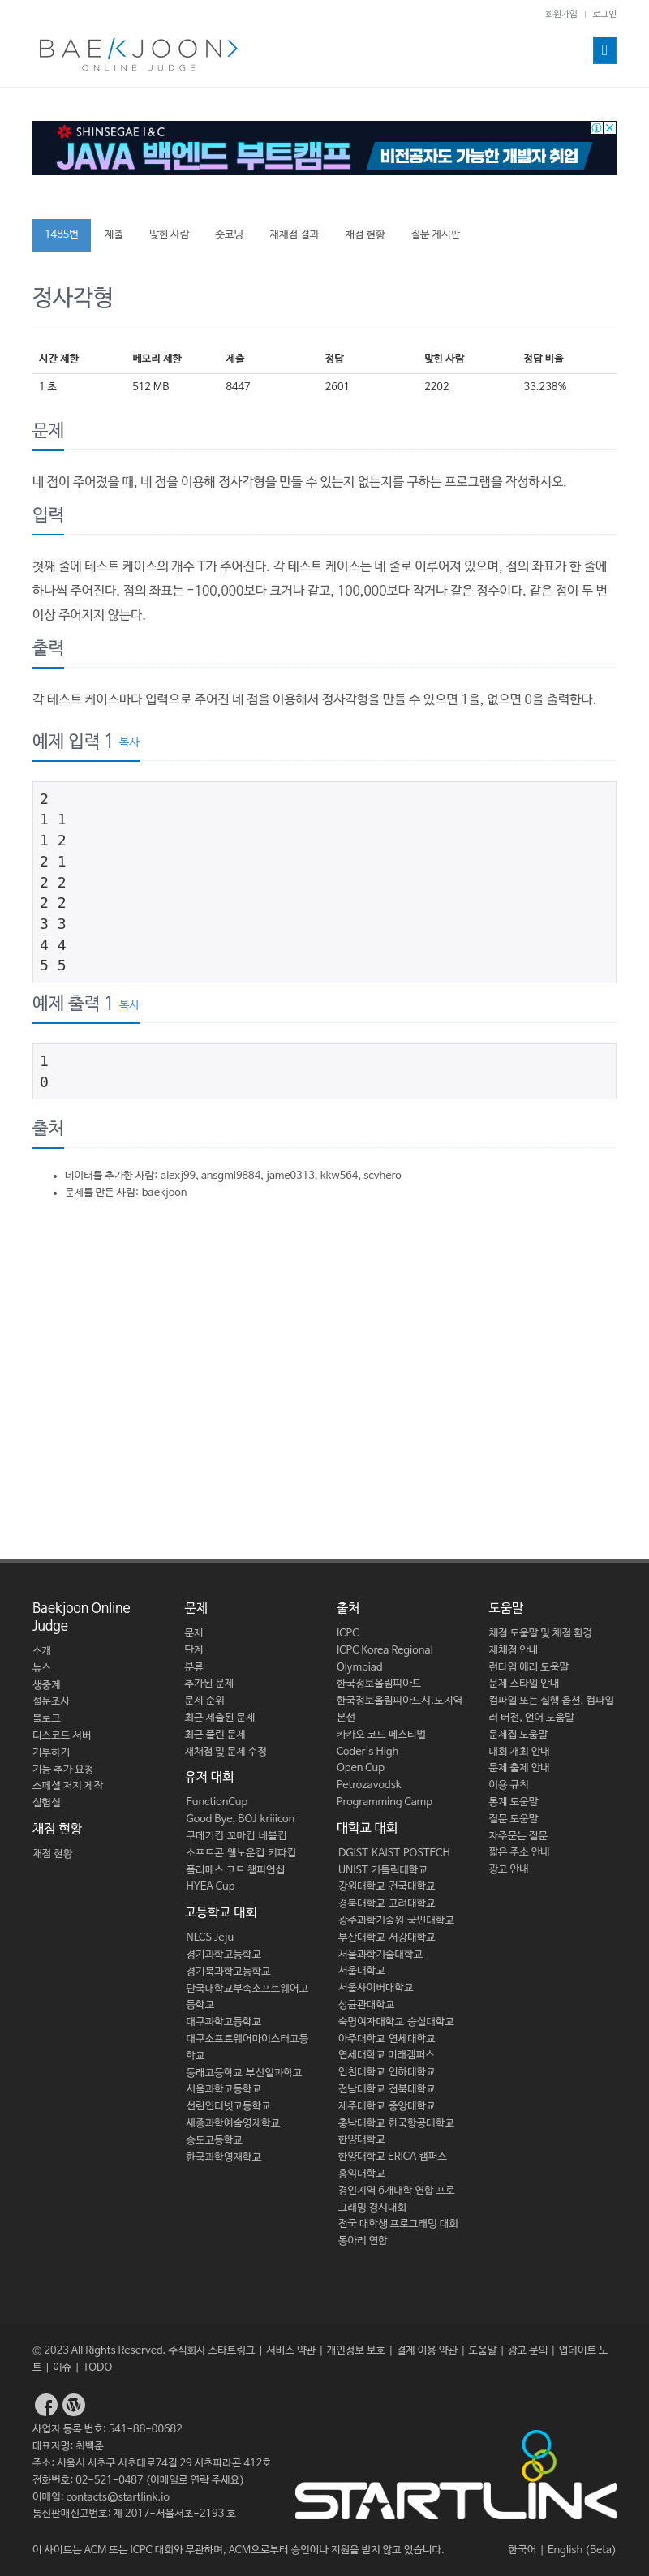 회원가입 | 로그인
BAEKJOON>
ONLINE JUDGE
SHINSEGAE I&C
JAVA 백엔드 부트캠프
비전공자도 가능한 개발자 취업
1485번 제출 맞힌 사람 숏코딩 재채점 결과 채점 현황 질문 게시판
정사각형
시간 제한 메모리 제한 제출 정답 맞힌 사람 정답 비율
1 초 512 MB 8447 2601 2202 33.238%
문제
네 점이 주어졌을 때, 네 점을 이용해 정사각형을 만들 수 있는지 없는지를 구하는 프로그램을 작성하시오.
입력
첫째 줄에 테스트 케이스의 개수 T가 주어진다. 각 테스트 케이스는 네 줄로 이루어져 있으며, 점의 좌표가 한 줄에
하나씩 주어진다. 점의 좌표는 -100,000보다 크거나 같고, 100,000보다 작거나 같은 정수이다. 같은 점이 두 번
이상 주어지지 않는다.
출력
각 테스트 케이스마다 입력으로 주어진 네 점을 이용해서 정사각형을 만들 수 있으면 1을, 없으면 0을 출력한다.
예제 입력 1 복사
2
1 1
1 2
2 1
2 2
2 2
3 3
4 4
5 5
예제 출력 1 복사
1
0
출처
데이터를 추가한 사람: alexj99, ansgml9884, jame0313, kkw564, scvhero
문제를 만든 사람: baekjoon
Baekjoon Online
Judge
소개
뉴스
생중계
설문조사
블로그
디스코드 서버
기부하기
기능 추가 요청
스페셜 저지 제작
실험실
채점 현황
채점 현황
문제
문제
단계
분류
추가된 문제
문제 순위
최근 제출된 문제
최근 풀린 문제
재채점 및 문제 수정
유저 대회
FunctionCup
Good Bye, BOJ kriiicon
구데기컵 꼬마컵 네블컵
소프트콘 웰노운컵 키파컵
폴리매스 코드 챔피언십
HYEA Cup
고등학교 대회
NLCS Jeju
경기과학고등학교
경기북과학고등학교
단국대학교부속소프트웨어고
등학교
대구과학고등학교
대구소프트웨어마이스터고등
학교
동래고등학교 부산일과학고
서울과학고등학교
선린인터넷고등학교
세종과학예술영재학교
송도고등학교
한국과학영재학교
출처
ICPC
ICPC Korea Regional
Olympiad
한국정보올림피아드
한국정보올림피아드시.도지역
본선
카카오 코드 페스티벌
Coder's High
Open Cup
Petrozavodsk
Programming Camp
대학교 대회
DGIST KAIST POSTECH
UNIST 가톨릭대학교
강원대학교 건국대학교
경북대학교 고려대학교
광주과학기술원 국민대학교
부산대학교 서강대학교
서울과학기술대학교
서울대학교
서울사이버대학교
성균관대학교
숙명여자대학교 숭실대학교
아주대학교 연세대학교
연세대학교 미래캠퍼스
인천대학교 인하대학교
전남대학교 전북대학교
제주대학교 중앙대학교
충남대학교 한국항공대학교
한양대학교
한양대학교 ERICA 캠퍼스
홍익대학교
경인지역 6개대학 연합 프로
그래밍 경시대회
전국 대학생 프로그래밍 대회
동아리 연합
도움말
채점 도움말 및 채점 환경
재채점 안내
런타임 에러 도움말
문제 스타일 안내
컴파일 또는 실행 옵션, 컴파일
러 버전, 언어 도움말
문제집 도움말
대회 개최 안내
문제 출제 안내
이용 규칙
통계 도움말
질문 도움말
자주묻는 질문
짧은 주소 안내
광고 안내
© 2023 All Rights Reserved. 주식회사 스타트링크 | 서비스 약관 | 개인정보 보호 | 결제 이용 약관 | 도움말 | 광고 문의 | 업데이트 노
트 | 이슈 | TODO
사업자 등록 번호: 541-88-00682
대표자명: 최백준
주소: 서울시 서초구 서초대로74길 29 서초파라곤 412호
전화번호: 02-521-0487 (이메일로 연락 주세요)
이메일: contacts@startlink.io
통신판매신고번호: 제 2017-서울서초-2193 호
STARTLINK
이 사이트는 ACM 또는 ICPC 대회와 무관하며, ACM으로부터 승인이나 지원을 받지 않고 있습니다.
한국어 | English (Beta)